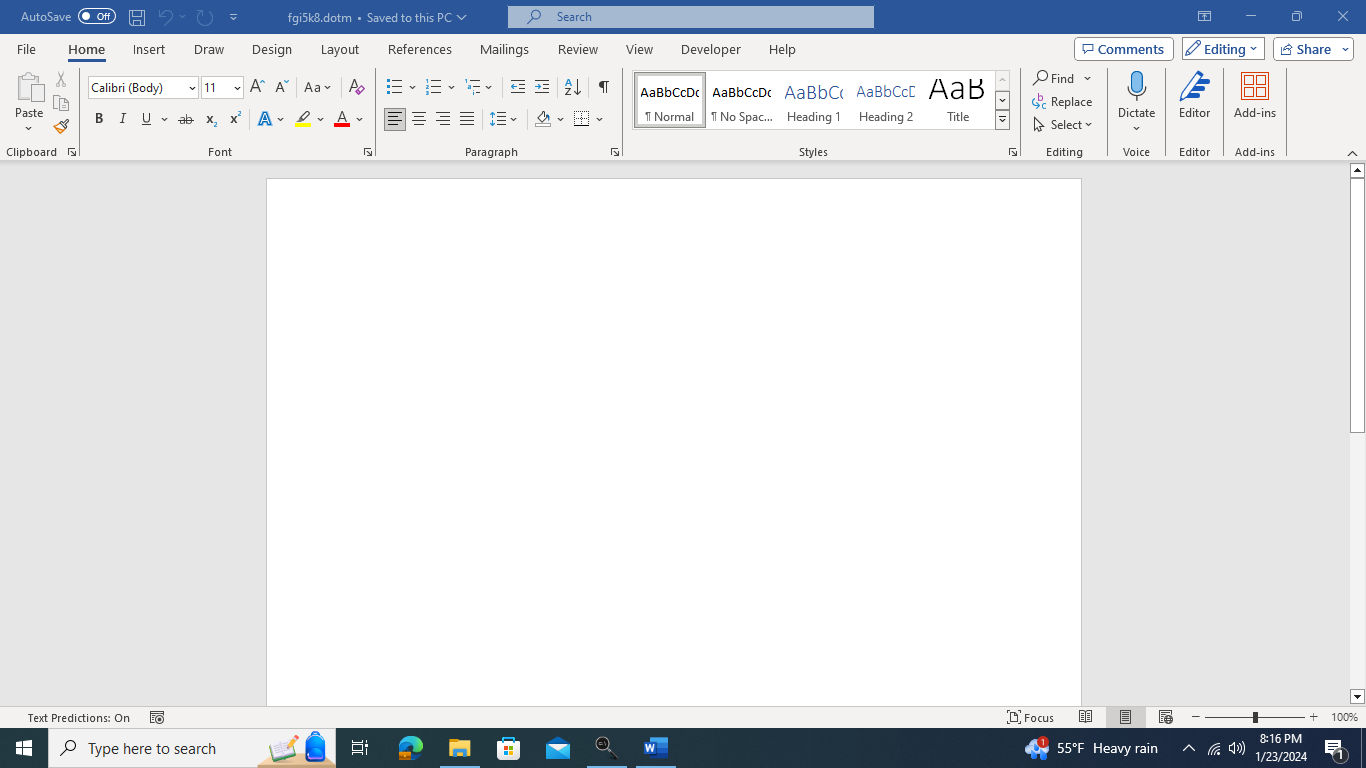 AutoSave Off fgi5k8.dotm • Saved to this PC Search
File Home Insert Draw Design Layout References Mailings Review View Developer Help Comments Editing Share
Calibri (Body) 11 Aa
Paste
B I U ab x2 x2 A A
AaBbCcDc AaBbCcDc AaBbCc AaBbCcD AaB
¶ Normal ¶ No Spac... Heading 1 Heading 2 Title
Find
Replace
Select
Dictate Editor Add-ins
Clipboard Font Paragraph Styles Editing Voice Editor Add-ins
Text Predictions: On Focus 100%
Type here to search 1 55°F Heavy rain 8:16 PM
1/23/2024 1